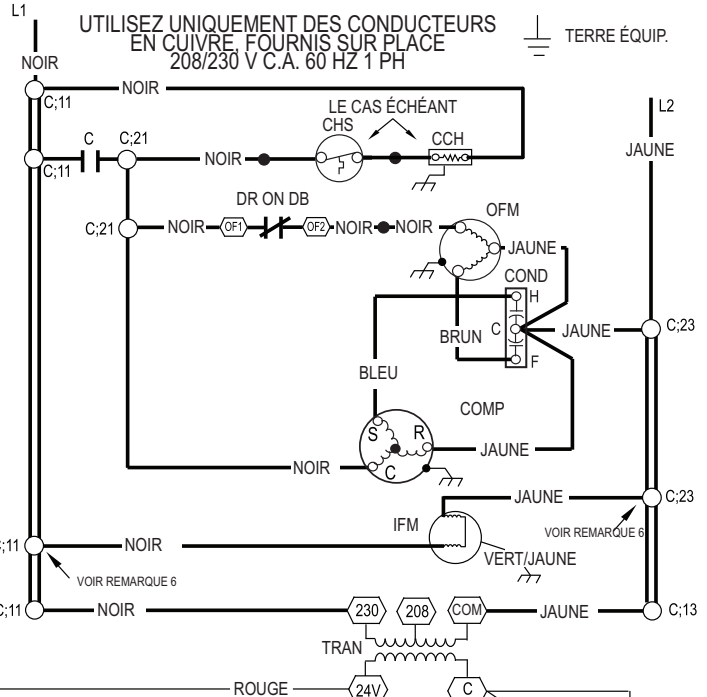 L1
UTILISEZ UNIQUEMENT DES CONDUCTEURS
EN CUIVRE, FOURNIS SUR PLACE
208/230 V C.A. 60 HZ 1 PH
TERRE ÉQUIP.
NOIR
NOIR
C;11
LE CAS ÉCHÉANT
L2
CHS
CCH
C
C;21
NOIR
C;11
JAUNE
DR ON DB
OFM
C;21
NOIR
OF1
OF2
NOIR
NOIR
JAUNE
COND
H
C
JAUNE
C;23
BRUN
F
BLEU
COMP
S
R
JAUNE
C
NOIR
JAUNE
C;23
IFM
VOIR REMARQUE 6
C;11
NOIR
VERT/JAUNE
VOIR REMARQUE 6
C;11
NOIR
230
208
COM
JAUNE
C;13
TRAN
ROUGE
24V
C